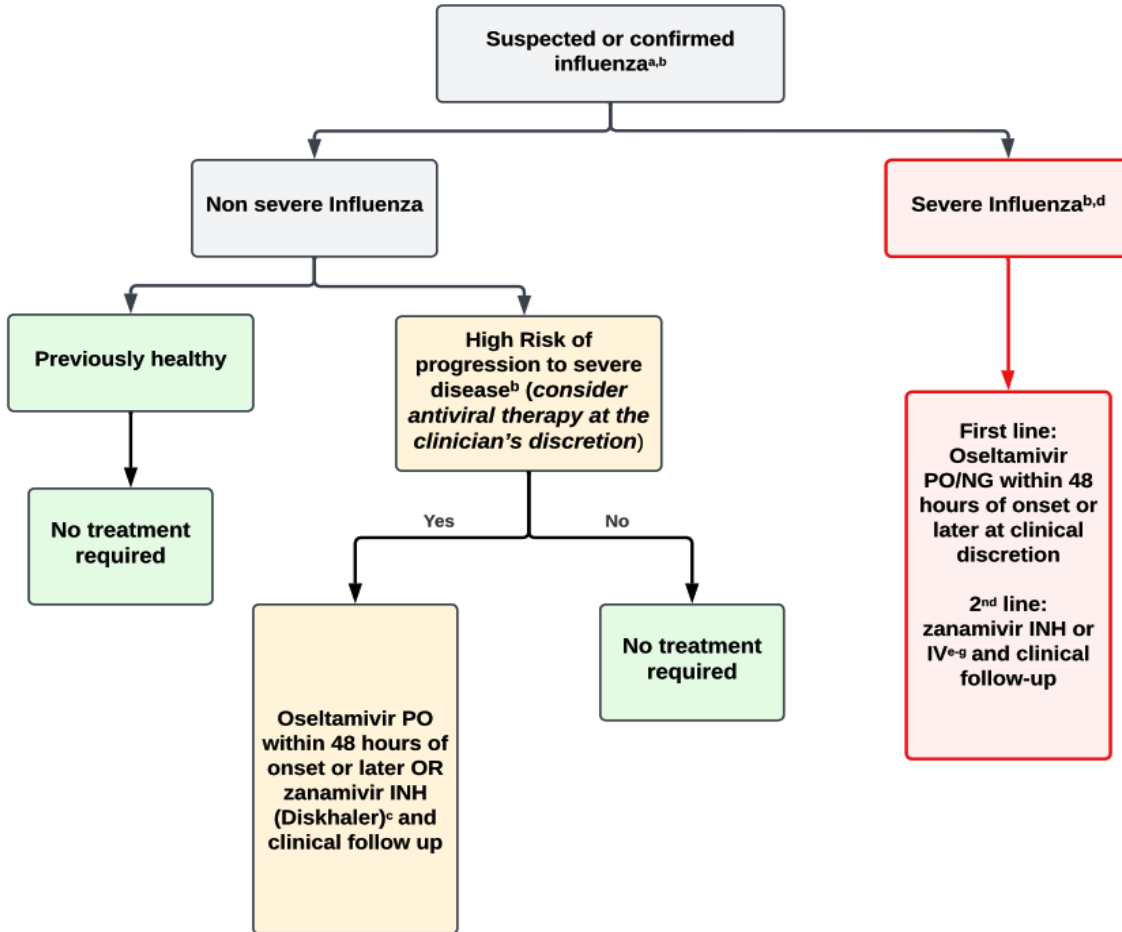 Suspected or confirmed
influenzaᵃ,ᵇ
Non severe Influenza
Severe Influenzaᵇ,ᵈ
Previously healthy
High Risk of
progression to severe
diseaseᵇ (consider
antiviral therapy at the
clinician's discretion)
No treatment
required
Yes
No
Oseltamivir PO
within 48 hours of
onset or later OR
zanamivir INH
(Diskhaler)ᶜ and
clinical follow up
No treatment
required
First line:
Oseltamivir
PO/NG within 48
hours of onset or
later at clinical
discretion
2ⁿᵈ line:
zanamivir INH or
IVᵉ⁻ᵍ and clinical
follow-up